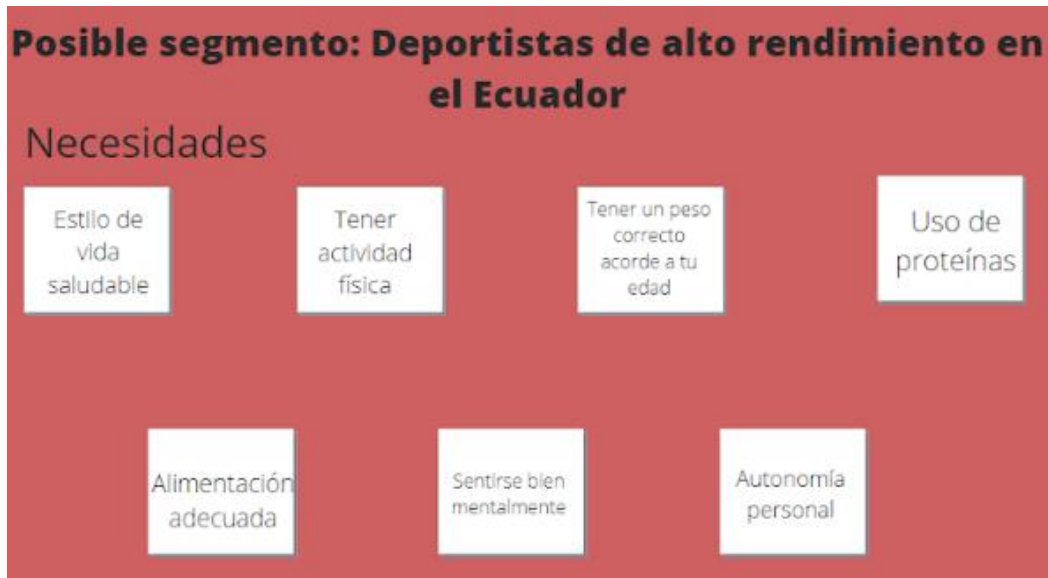 Posible segmento: Deportistas de alto rendimiento en
el Ecuador
Necesidades
Estilo de
vida
saludable
Tener
actividad
física
Tener un peso
correcto
acorde a tu
edad
Uso de
proteínas
Alimentación
adecuada
Sentirse bien
mentalmente
Autonomía
personal